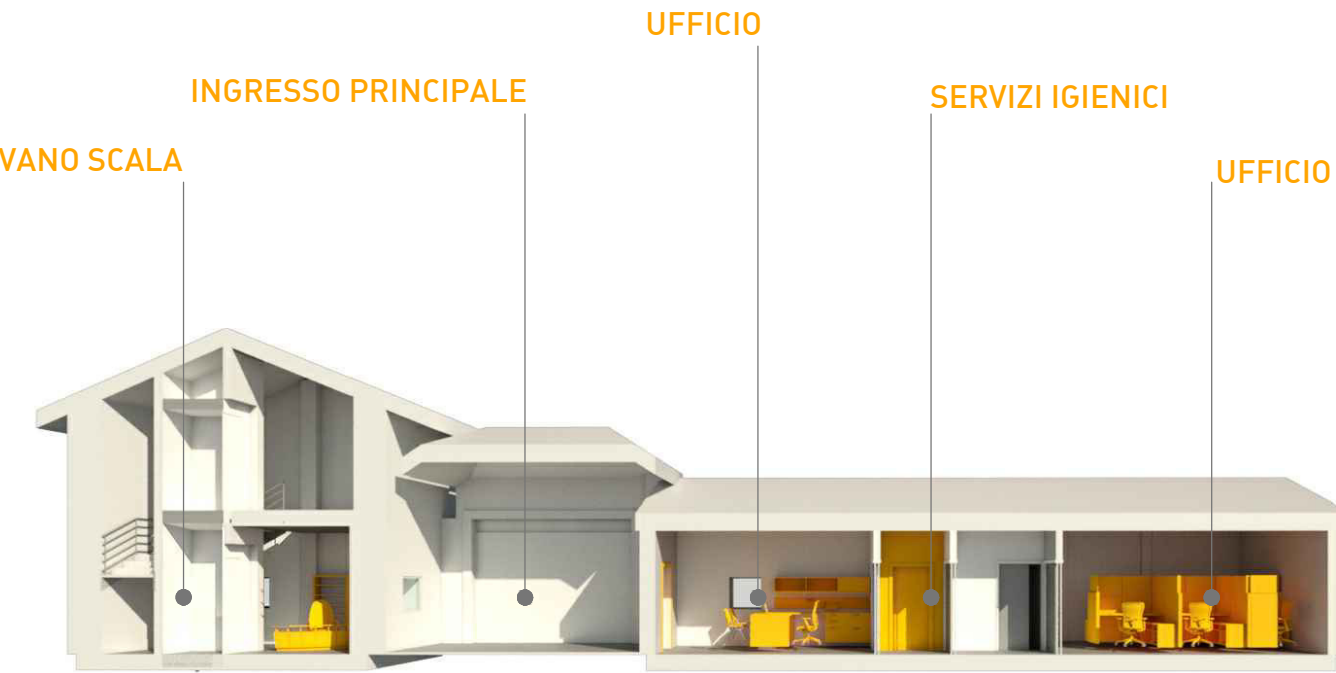 UFFICIO
INGRESSO PRINCIPALE
SERVIZI IGIENICI
VANO SCALA
UFFICIO